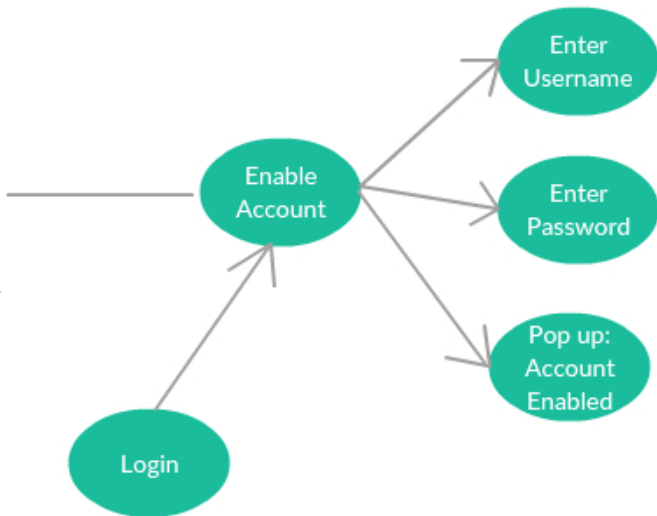 Enter
Username
Enable
Account
Enter
Password
Pop up:
Account
Enabled
Login